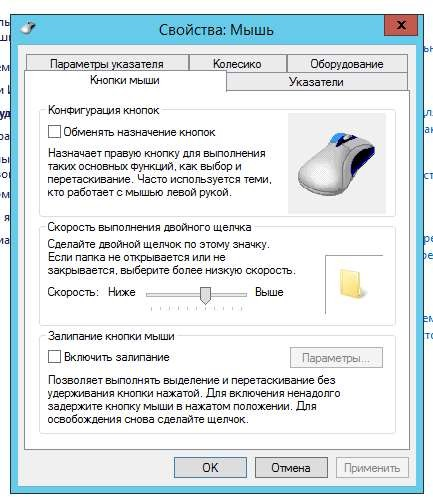 Свойства: Мышь
x
Параметры указателя
Колесико
Оборудование
Кнопки мыши
Указатели
Конфигурация кнопок
Обменять назначение кнопок
Назначает правую кнопку для выполнения
таких основных функций, как выбор и
перетаскивание. Часто используется теми,
кто работает с мышью левой рукой.
Скорость выполнения двойного щелчка
Сделайте двойной щелчок по этому значку.
Если папка не открывается или не
закрывается, выберите более низкую скорость.
Скорость: Ниже Выше
Залипание кнопки мыши
Включить залипание
Параметры...
Позволяет выполнять выделение и перетаскивание без
удерживания кнопки нажатой. Для включения ненадолго
задержите кнопку мыши в нажатом положении. Для
освобождения снова сделайте щелчок.
OK
Отмена
Применить